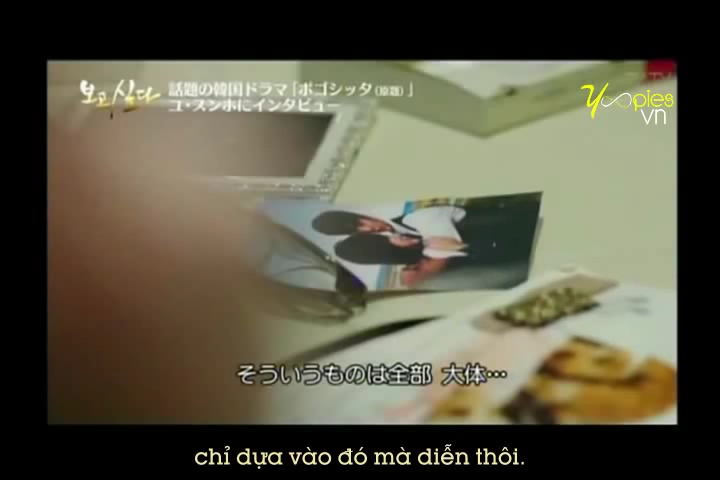 보고싶다
話題の韓国ドラマ「ポゴシッタ(原題)」
ユ・スンホにインタビュー
Y∞pies
vn
そういうものは全部 大体…
chỉ dựa vào đó mà diễn thôi.